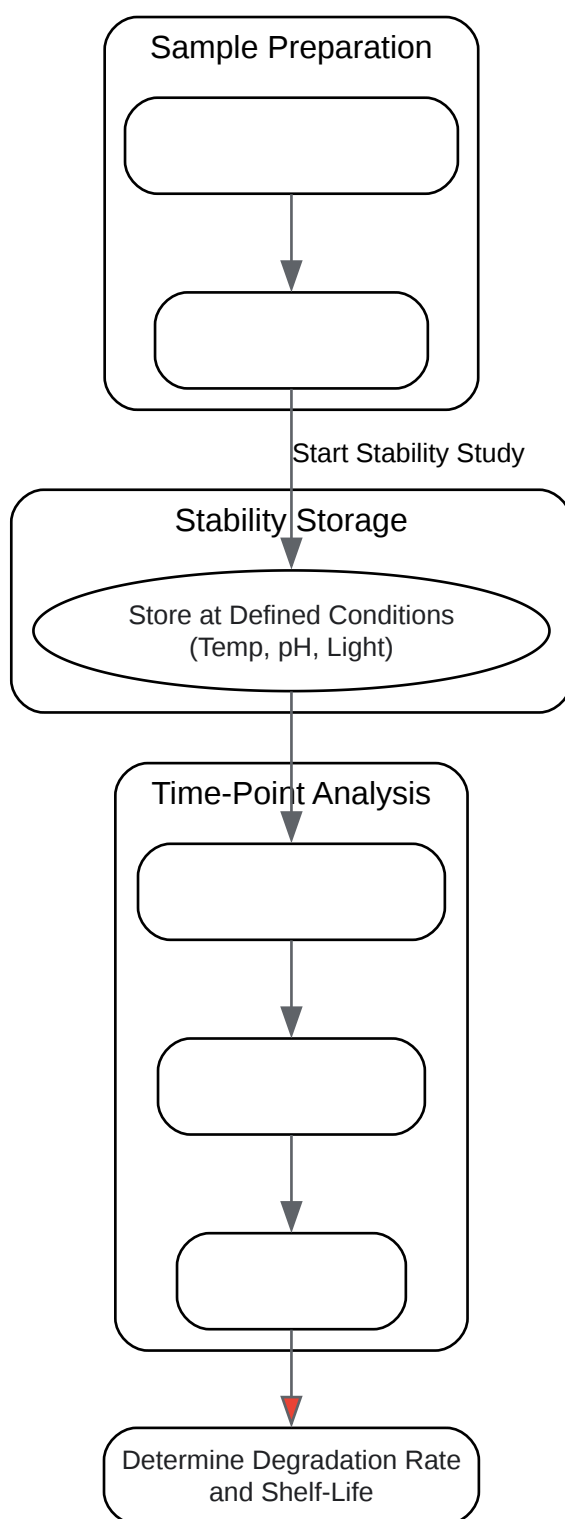 Sample Preparation
Start Stability Study
Stability Storage
Store at Defined Conditions
(Temp, pH, Light)
Time-Point Analysis
Determine Degradation Rate
and Shelf-Life